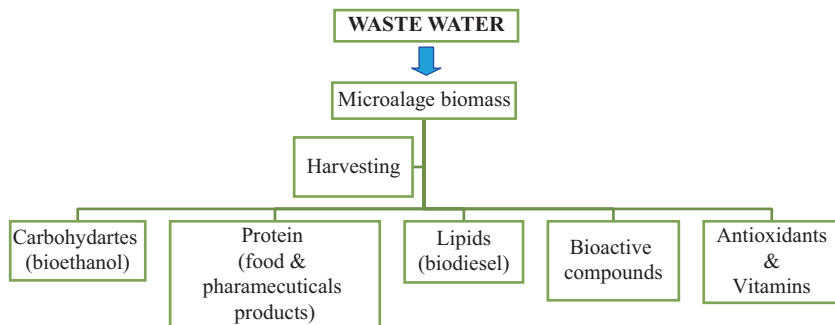 WASTE WATER
Microalage biomass
Harvesting
Carbohydartes
(bioethanol)
Protein
(food &
pharamecuticals
products)
Lipids
(biodiesel)
Bioactive
compounds
Antioxidants
&
Vitamins